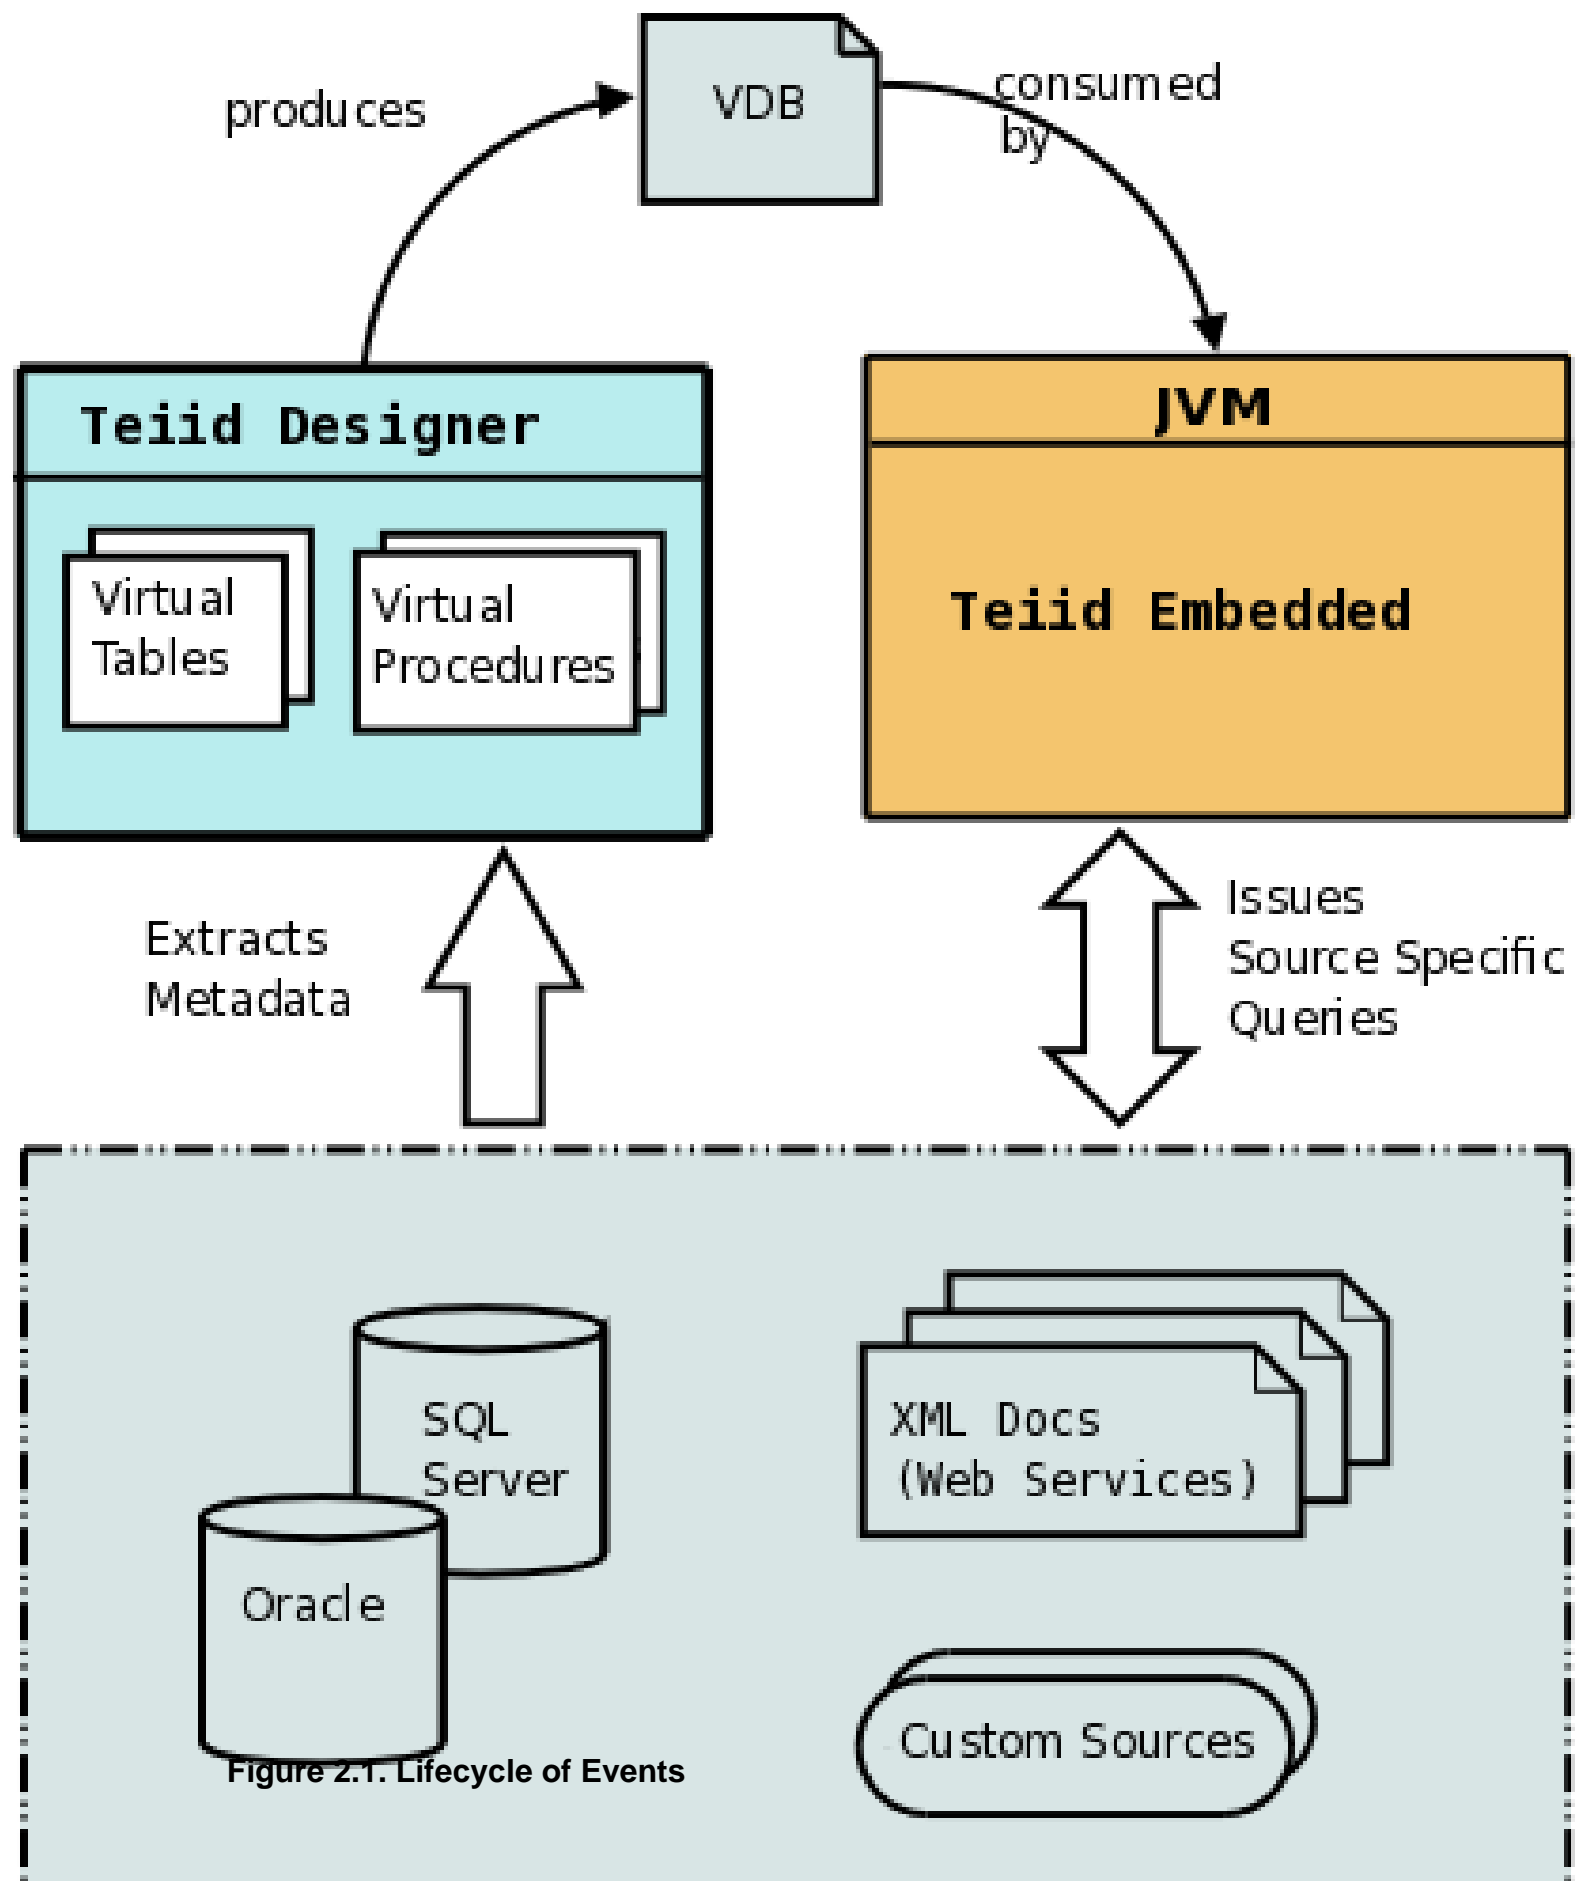 VDB
produces
consumed
by
Teiid Designer
JVM
Virtual
Tables
Virtual
Procedures
Teiid Embedded
Extracts
Metadata
Issues
Source Specific
Queries
SQL
Server
XML Docs
(Web Services)
Oracle
Custom Sources
Figure 2.1. Lifecycle of Events